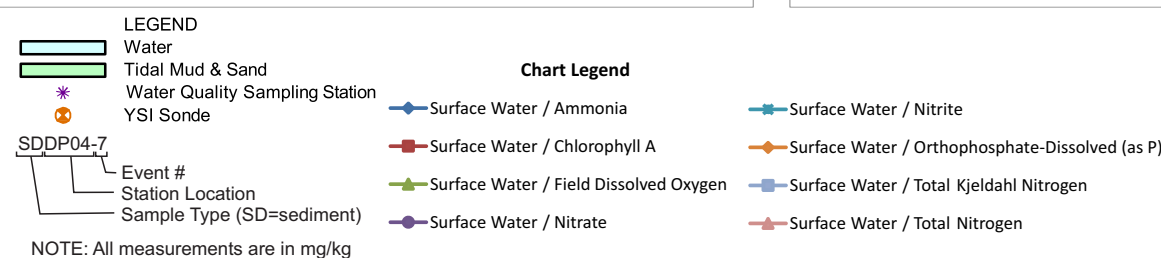 LEGEND
Water
Tidal Mud & Sand
Water Quality Sampling Station
YSI Sonde
SDDP04-7
Event #
Station Location
Sample Type (SD=sediment)
NOTE: All measurements are in mg/kg
Chart Legend
Surface Water / Ammonia
Surface Water / Chlorophyll A
Surface Water / Field Dissolved Oxygen
Surface Water / Nitrate
Surface Water / Nitrite
Surface Water / Orthophosphate-Dissolved (as P)
Surface Water / Total Kjeldahl Nitrogen
Surface Water / Total Nitrogen